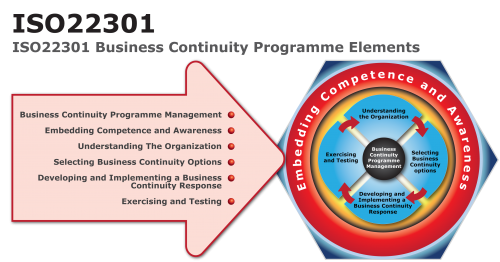 ISO22301
ISO22301 Business Continuity Programme Elements
Business Continuity Programme Management
Embedding Competence and Awareness
Understanding The Organization
Selecting Business Continuity Options
Developing and Implementing a Business
Continuity Response
Exercising and Testing
Embedding Competence and Awareness
Understanding
the Organization
Selecting
Business
Continuity
options
Developing and
Implementing a
Business Continuity
Response
Exercising
and Testing
Business
Continuity
Programme
Management